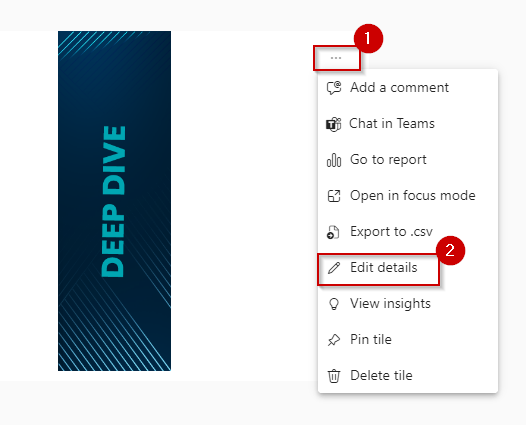 1
...
Add a comment
Chat in Teams
Go to report
Open in focus mode
Export to .csv
2
Edit details
View insights
Pin tile
Delete tile
DEEP DIVE